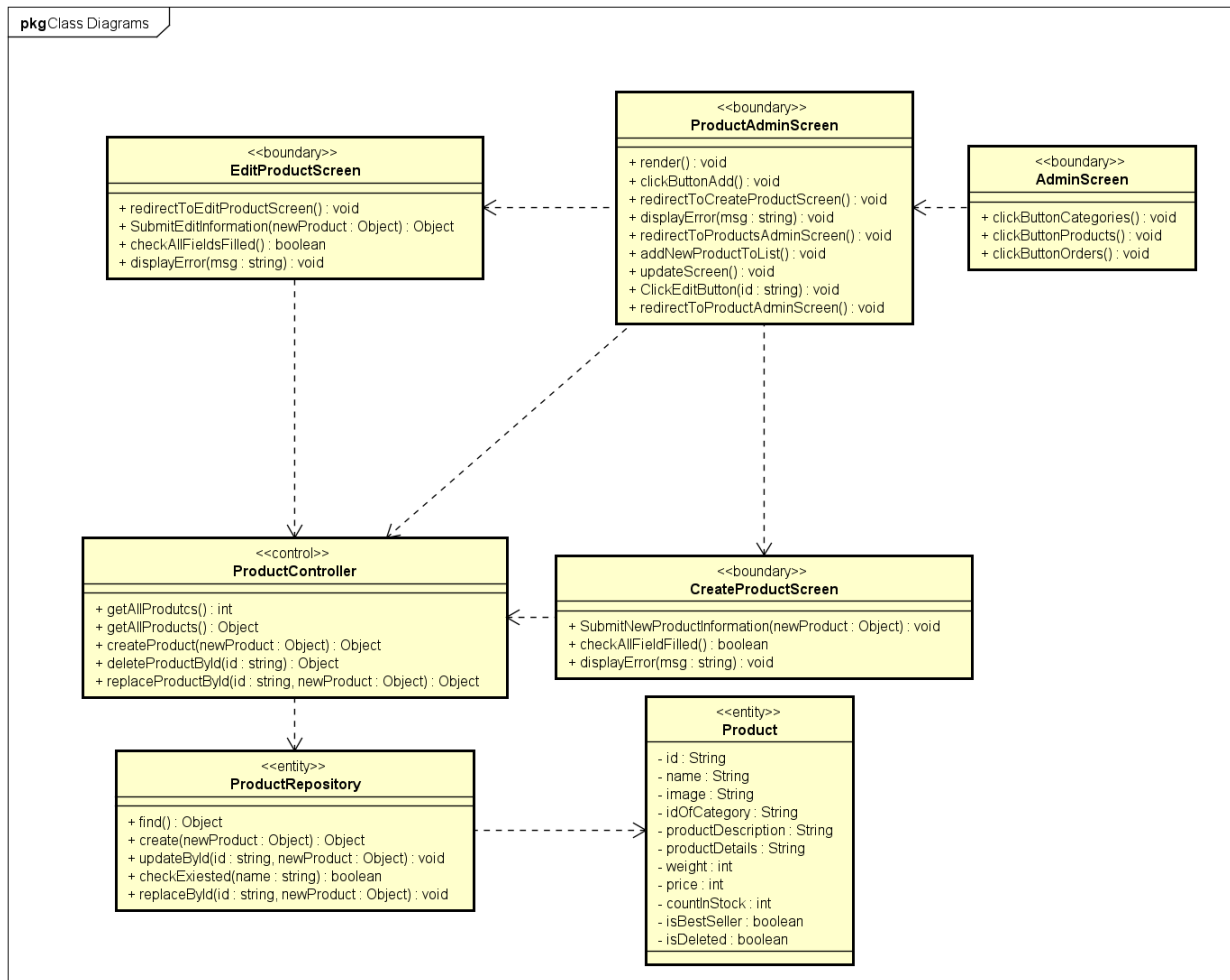 pkg Class Diagrams
<<boundary>>
ProductAdminScreen
+ render() : void
+ clickButtonAdd() : void
+ redirectToCreateProductScreen() : void
+ displayError(msg : string) : void
+ redirectToProductsAdminScreen() : void
+ addNewProductToList() : void
+ updateScreen() : void
+ ClickEditButton(id : string) : void
+ redirectToProductAdminScreen() : void
<<boundary>>
EditProductScreen
+ redirectToEditProductScreen() : void
+ SubmitEditInformation(newProduct : Object) : Object
+ checkAllFieldsFilled() : boolean
+ displayError(msg : string) : void
<<boundary>>
AdminScreen
+ clickButtonCategories() : void
+ clickButtonProducts() : void
+ clickButtonOrders() : void
<<control>>
ProductController
+ getAllProdutcs() : int
+ getAllProducts() : Object
+ createProduct(newProduct : Object) : Object
+ deleteProductById(id : string) : Object
+ replaceProductById(id : string, newProduct : Object) : Object
<<boundary>>
CreateProductScreen
+ SubmitNewProductInformation(newProduct : Object) : void
+ checkAllFieldFilled() : boolean
+ displayError(msg : string) : void
<<entity>>
ProductRepository
+ find() : Object
+ create(newProduct : Object) : Object
+ updateById(id : string, newProduct : Object) : void
+ checkExiested(name : string) : boolean
+ replaceById(id : string, newProduct : Object) : void
<<entity>>
Product
- id : String
- name : String
- image : String
- idOfCategory : String
- productDescription : String
- productDetails : String
- weight : int
- price : int
- countInStock : int
- isBestSeller : boolean
- isDeleted : boolean